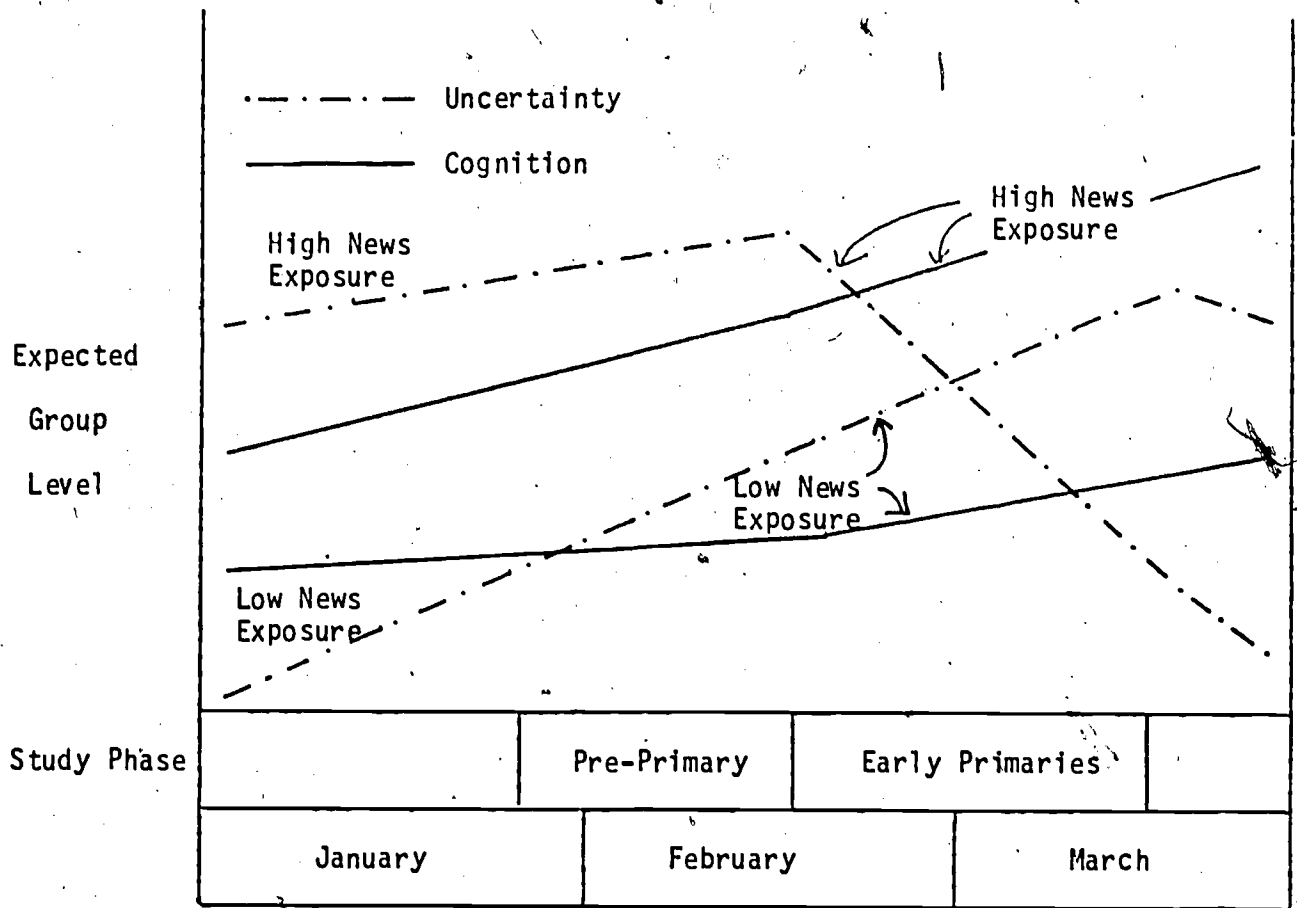 Uncertainty
Cognition
High News
Exposure
High News
Exposure
Expected
Group
Level
Low News
Exposure
Low News
Exposure
Study Phase
Pre-Primary
Early Primaries
January
February
March